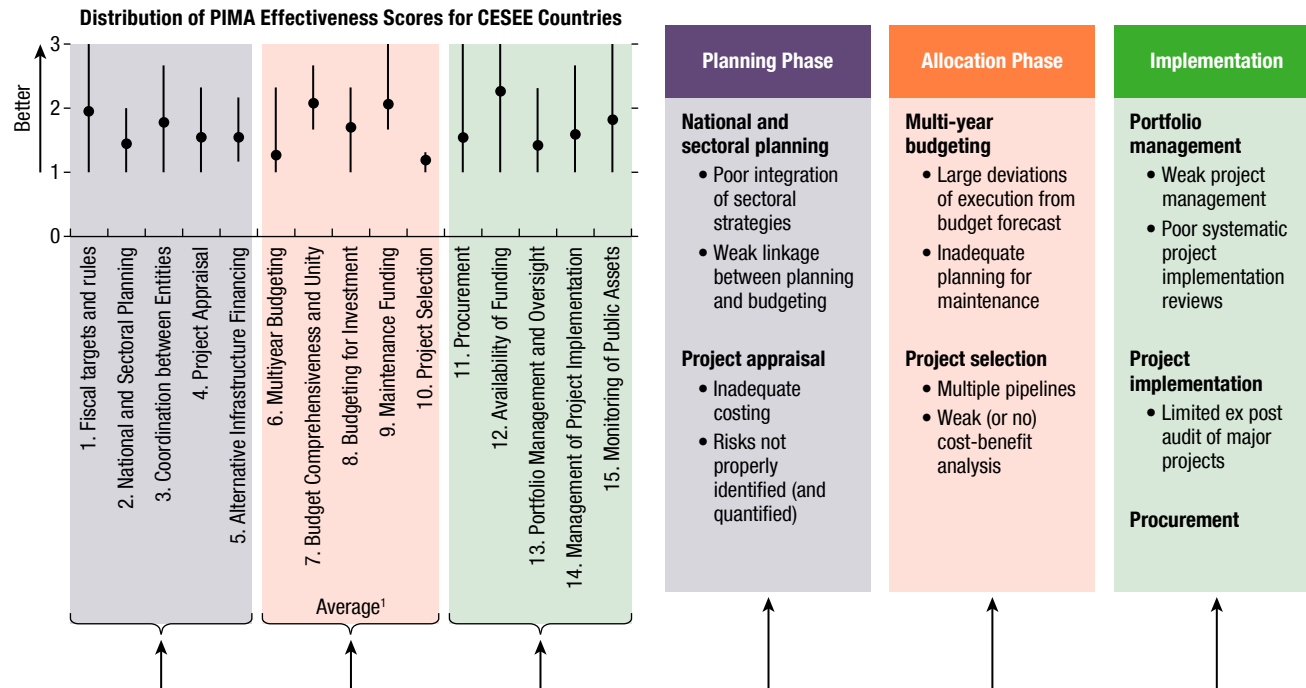 Distribution of PIMA Effectiveness Scores for CESEE Countries
Better
3
2
1
0
1. Fiscal targets and rules
2. National and Sectoral Planning
3. Coordination between Entities
4. Project Appraisal
5. Alternative Infrastructure Financing
6. Multiyear Budgeting
7. Budget Comprehensiveness and Unity
8. Budgeting for Investment
9. Maintenance Funding
10. Project Selection
11. Procurement
12. Availability of Funding
13. Portfolio Management and Oversight
14. Management of Project Implementation
15. Monitoring of Public Assets
Average¹
Planning Phase
National and
sectoral planning
• Poor integration
of sectoral
strategies
• Weak linkage
between planning
and budgeting
Project appraisal
• Inadequate
costing
• Risks not
properly
identified (and
quantified)
Allocation Phase
Multi-year
budgeting
• Large deviations
of execution from
budget forecast
• Inadequate
planning for
maintenance
Project selection
• Multiple pipelines
• Weak (or no)
cost-benefit
analysis
Implementation
Portfolio
management
• Weak project
management
• Poor systematic
project
implementation
reviews
Project
implementation
• Limited ex post
audit of major
projects
Procurement